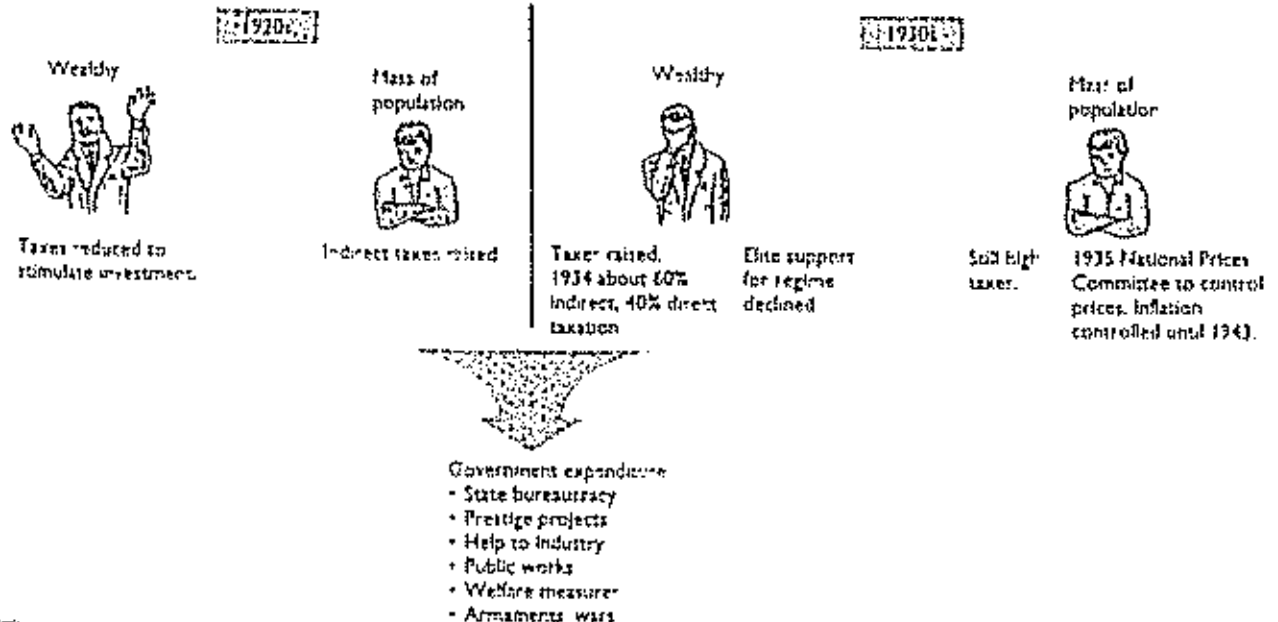 1920s
1930s
Wealthy
Mass of
population
Taxes reduced to
stimulate investment.
Indirect taxes raised
Wealthy
Mass of
population
Taxes raised.
1934 about 60%
indirect, 40% direct
taxation
Elite support
for regime
declined
Still high
taxes.
1935 National Prices
Committee to control
prices. Inflation
controlled until 1943.
Government expenditure
• State bureaucracy
• Prestige projects
• Help to industry
• Public works
• Welfare measures
• Armaments, wars